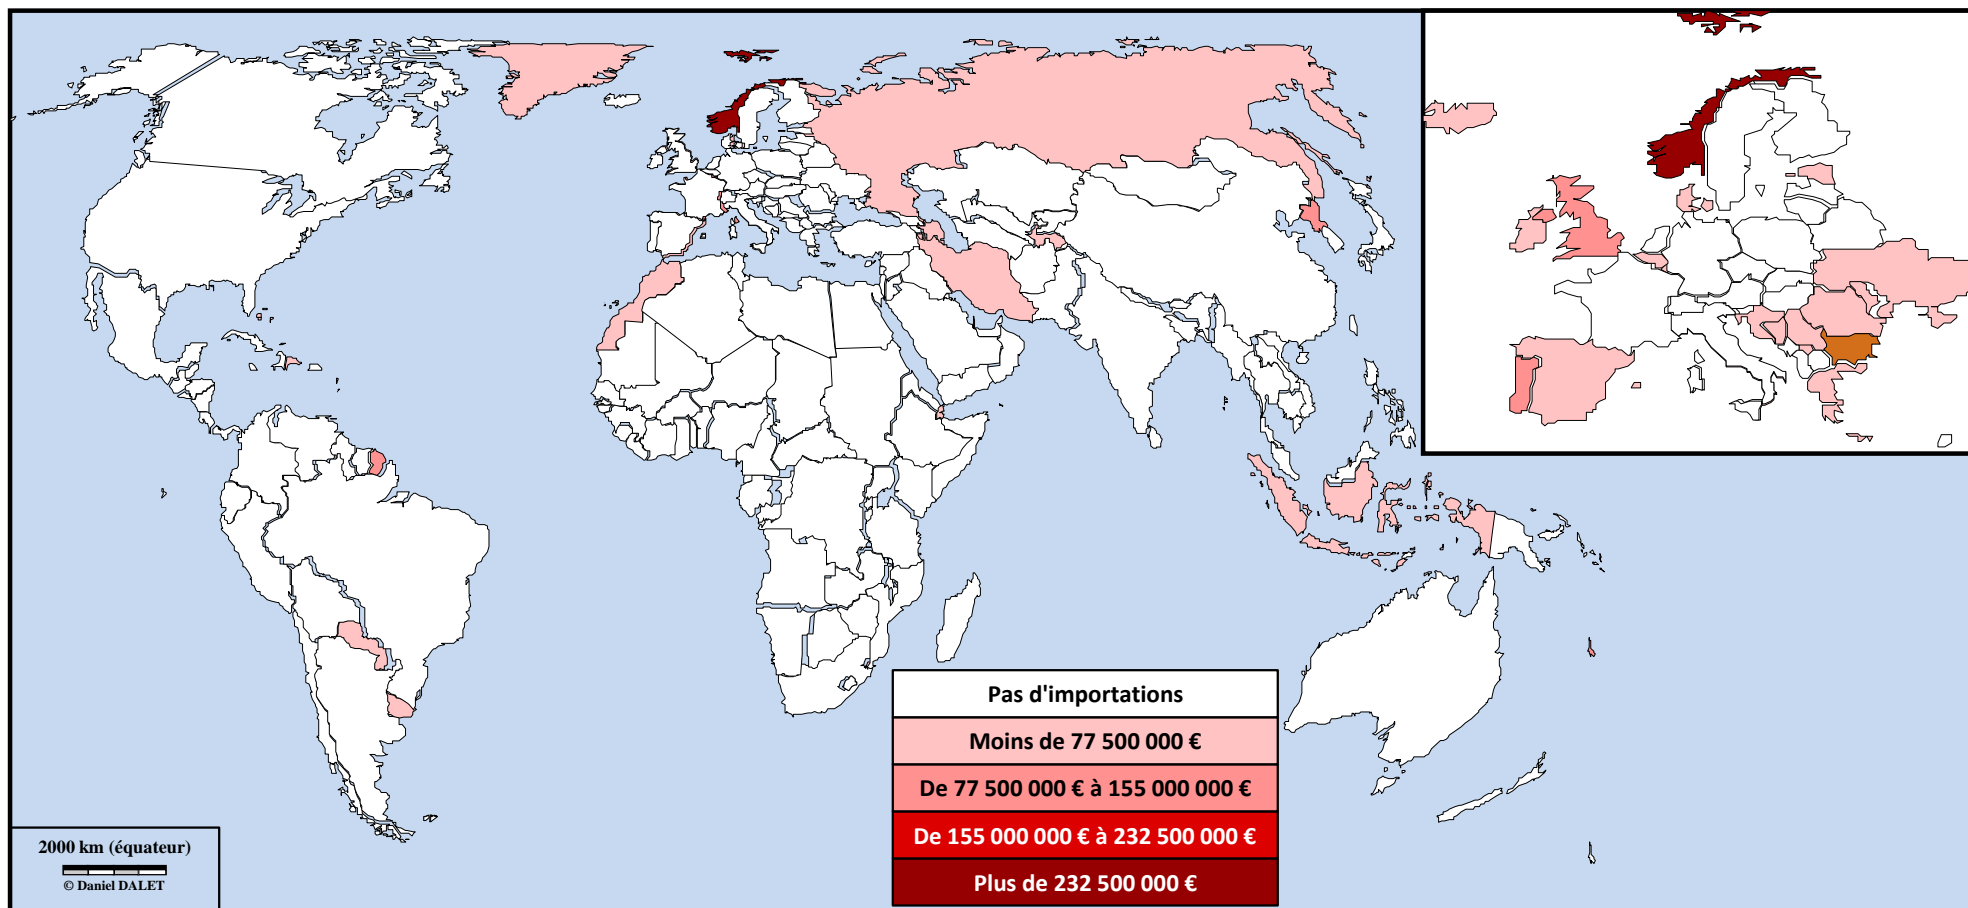 Pas d'importations
Moins de 77 500 000 €
De 77 500 000 € à 155 000 000 €
De 155 000 000 € à 232 500 000 €
Plus de 232 500 000 €
2000 km (équateur)
© Daniel DALET